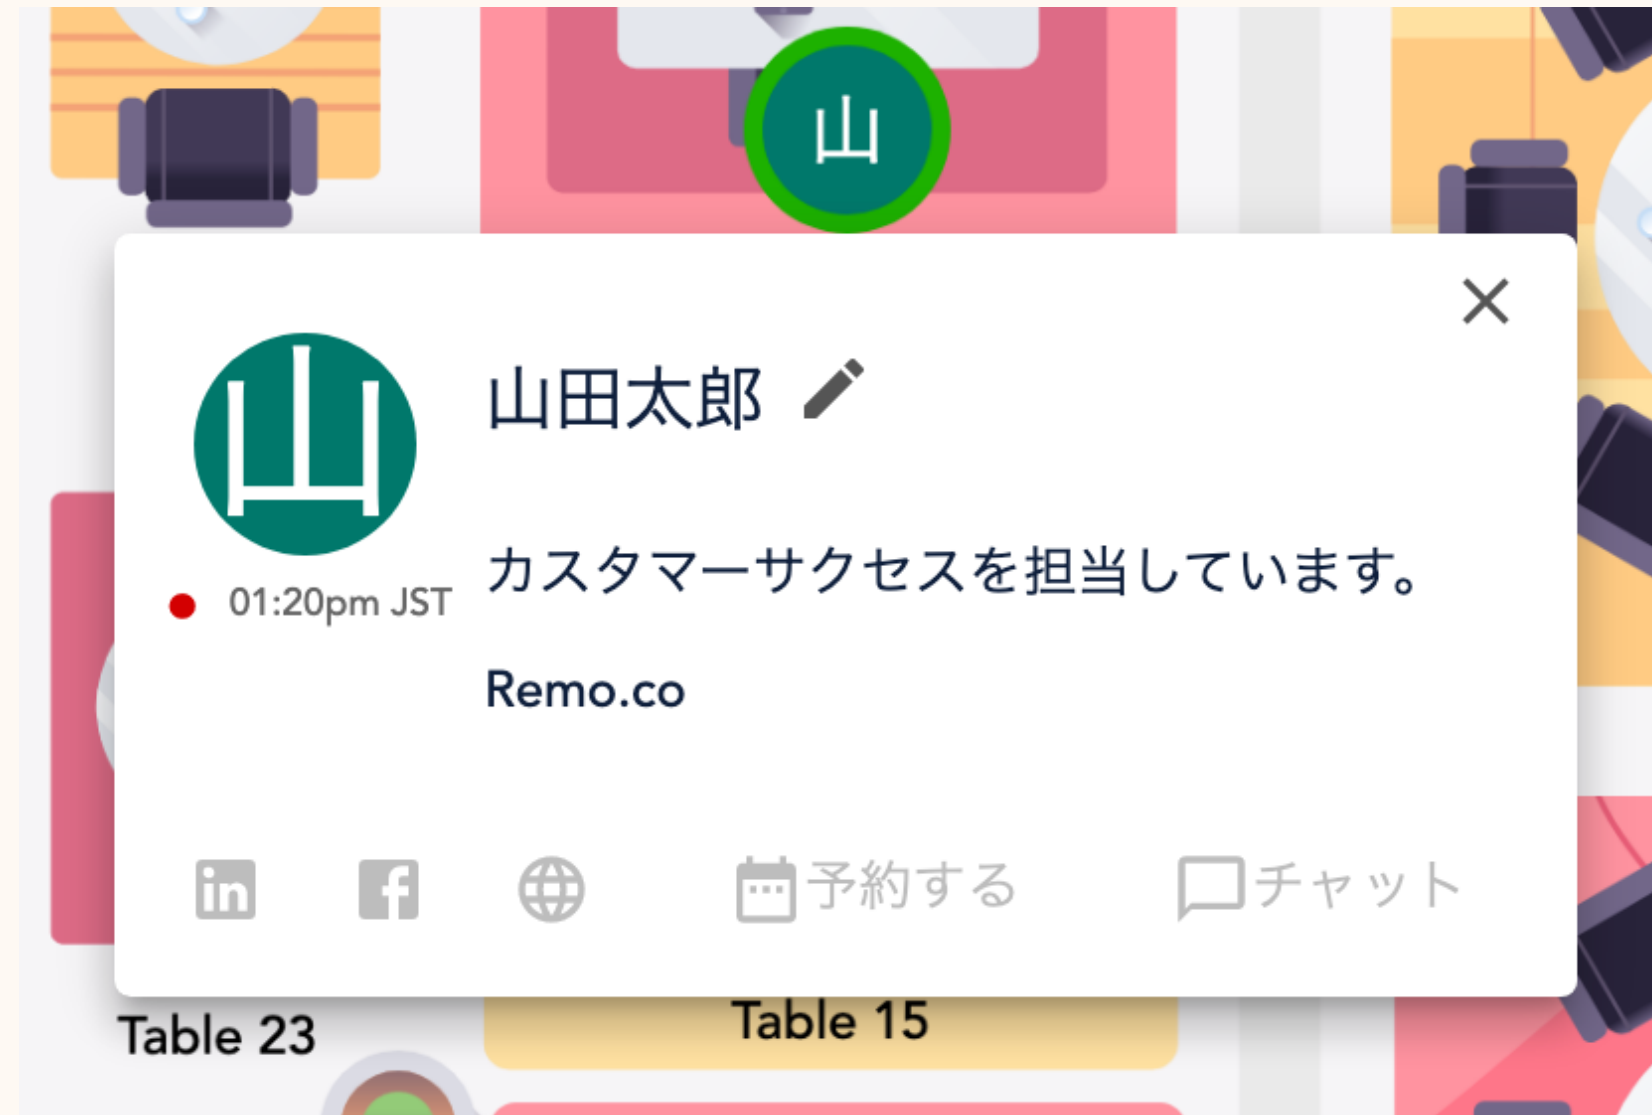 山
山
山田太郎
カスタマーサクセスを担当しています。
01:20pm JST
Remo.co
in f 予約する チャット
Table 23
Table 15